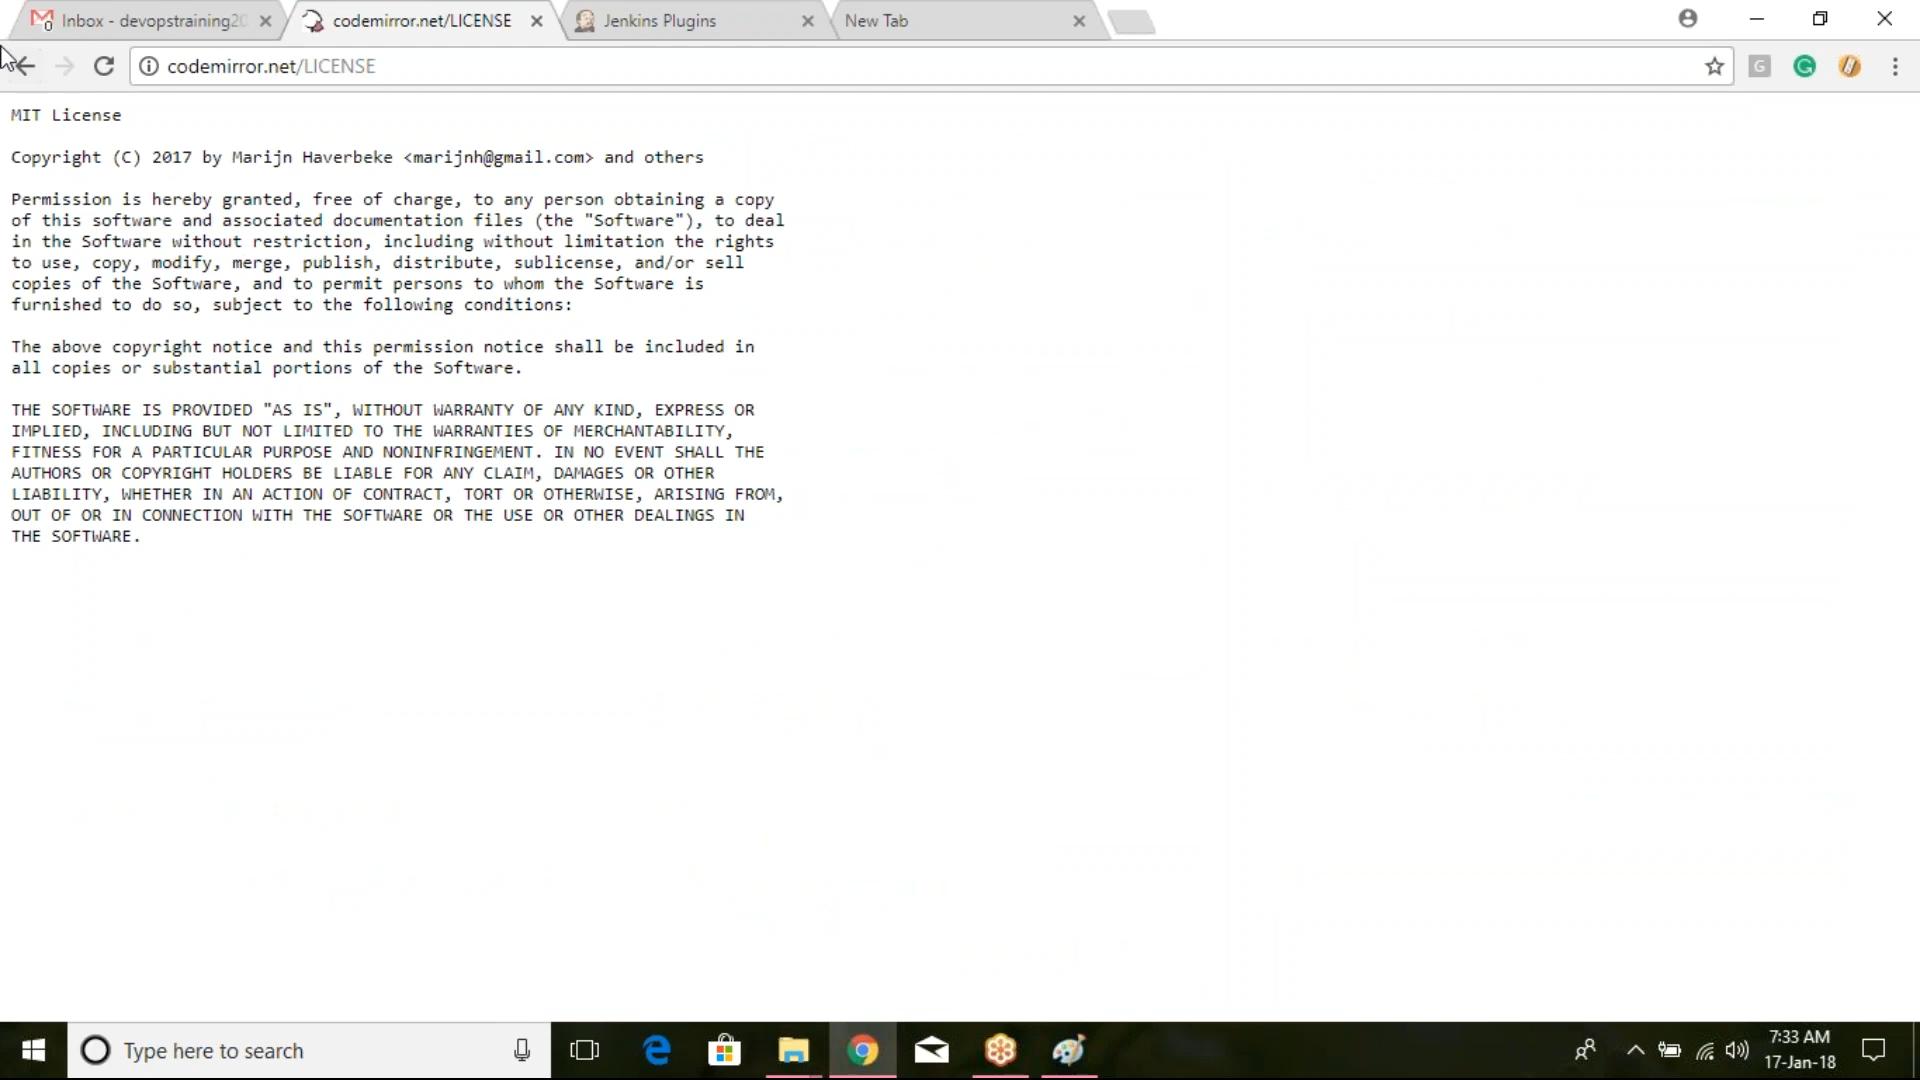 Inbox - devopstraining20
codemirror.net/LICENSE
Jenkins Plugins
New Tab
codemirror.net/LICENSE
MIT License
Copyright (C) 2017 by Marijn Haverbeke <marijnh@gmail.com> and others
Permission is hereby granted, free of charge, to any person obtaining a copy
of this software and associated documentation files (the "Software"), to deal
in the Software without restriction, including without limitation the rights
to use, copy, modify, merge, publish, distribute, sublicense, and/or sell
copies of the Software, and to permit persons to whom the Software is
furnished to do so, subject to the following conditions:
The above copyright notice and this permission notice shall be included in
all copies or substantial portions of the Software.
THE SOFTWARE IS PROVIDED "AS IS", WITHOUT WARRANTY OF ANY KIND, EXPRESS OR
IMPLIED, INCLUDING BUT NOT LIMITED TO THE WARRANTIES OF MERCHANTABILITY,
FITNESS FOR A PARTICULAR PURPOSE AND NONINFRINGEMENT. IN NO EVENT SHALL THE
AUTHORS OR COPYRIGHT HOLDERS BE LIABLE FOR ANY CLAIM, DAMAGES OR OTHER
LIABILITY, WHETHER IN AN ACTION OF CONTRACT, TORT OR OTHERWISE, ARISING FROM,
OUT OF OR IN CONNECTION WITH THE SOFTWARE OR THE USE OR OTHER DEALINGS IN
THE SOFTWARE.
Type here to search
7:33 AM
17-Jan-18